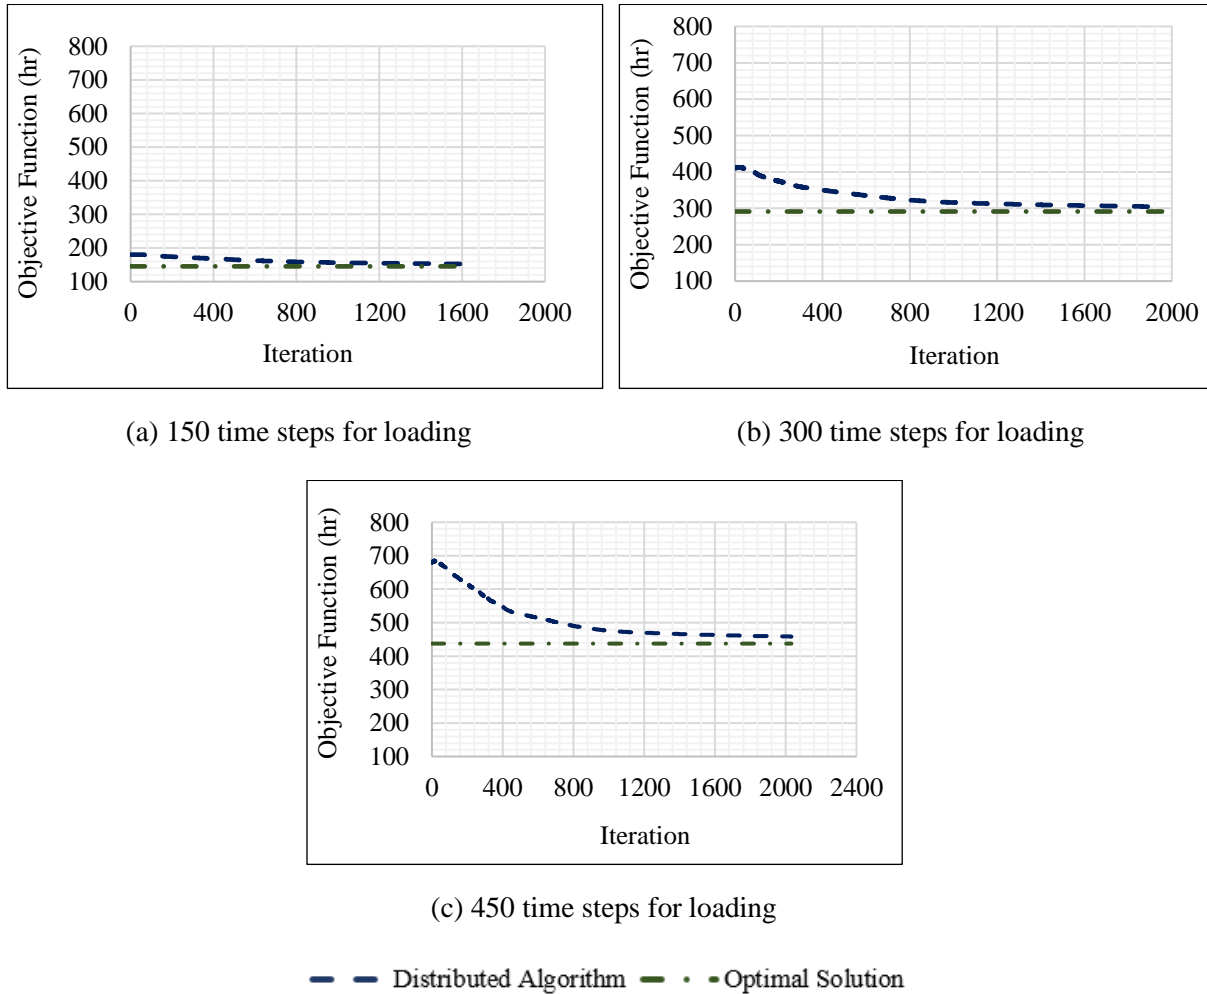 Objective Function (hr)
800
700
600
500
400
300
200
100
0 400 800 1200 1600 2000
Iteration
(a) 150 time steps for loading
Objective Function (hr)
800
700
600
500
400
300
200
100
0 400 800 1200 1600 2000
Iteration
(b) 300 time steps for loading
Objective Function (hr)
800
700
600
500
400
300
200
100
0 400 800 1200 1600 2000 2400
Iteration
(c) 450 time steps for loading
Distributed Algorithm Optimal Solution